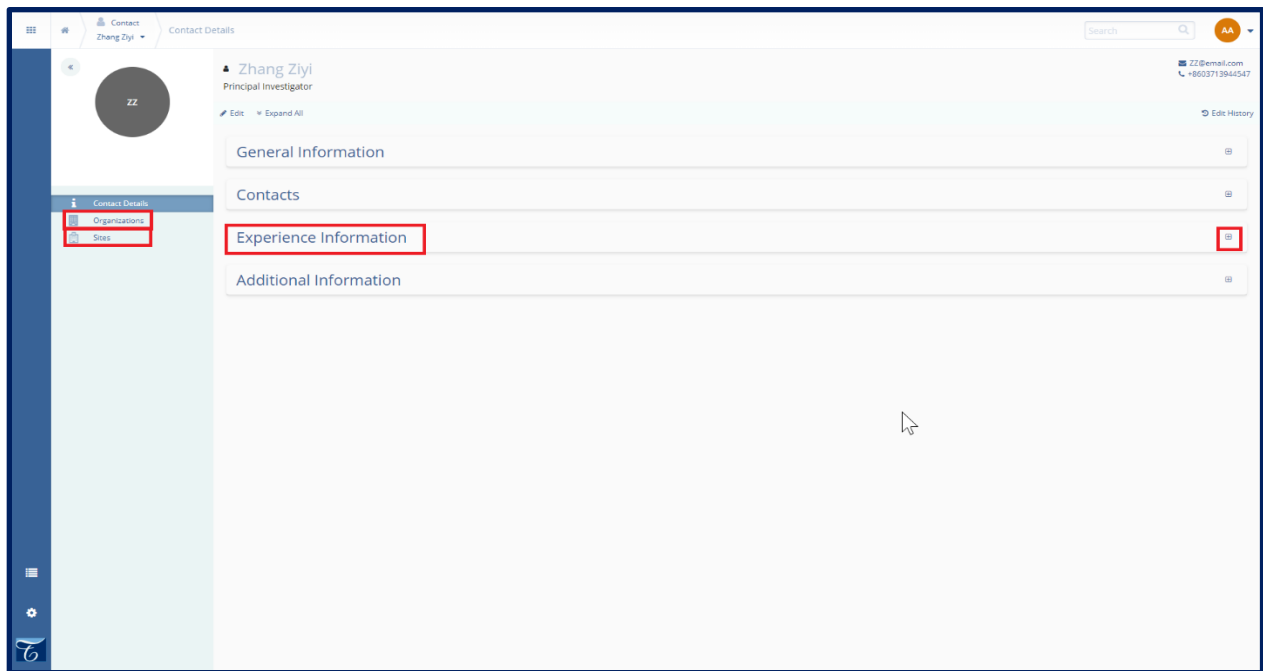 Contact
Zhang Ziyi
Contact Details
Search
AA
ZZ
Zhang Ziyi
Principal Investigator
ZZ@email.com
+8603713944547
Edit
Expand All
Edit History
General Information
Contacts
Contact Details
Organizations
Sites
Experience Information
Additional Information